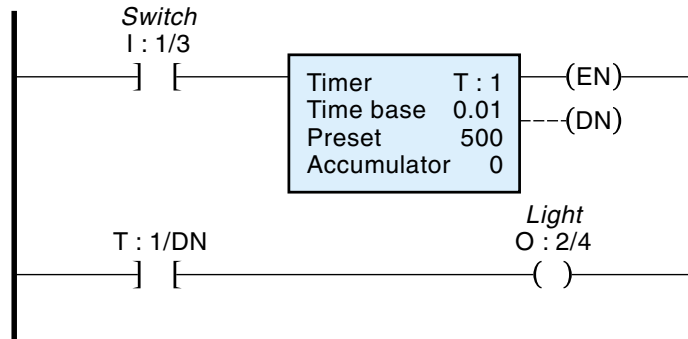 Switch
I : 1/3
Timer T : 1
Time base 0.01
Preset 500
Accumulator 0
(EN)
(DN)
T : 1/DN
Light
O : 2/4